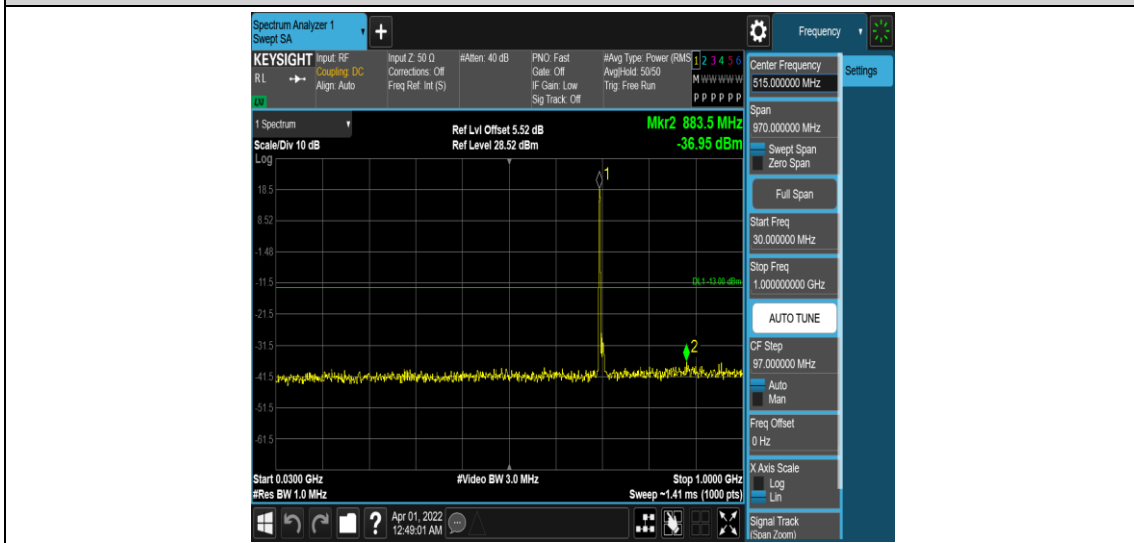 Spectrum Analyzer 1
Swept SA
+
Frequency
KEYSIGHT
RL
LXI
Input: RF
Coupling: DC
Align: Auto
Input Z: 50 Ω
Corrections: Off
Freq Ref: Int (S)
#Atten: 40 dB
PNO: Fast
Gate: Off
IF Gain: Low
Sig Track: Off
#Avg Type: Power (RMS
Avg|Hold: 50/50
Trig: Free Run
1 2 3 4 5 6
M W W W W W
P P P P P P
1 Spectrum
Scale/Div 10 dB
Ref Lvl Offset 5.52 dB
Ref Level 28.52 dBm
Mkr2 883.5 MHz
-36.95 dBm
Log
18.5
8.52
-1.48
-11.5
-21.5
-31.5
-41.5
-51.5
-61.5
1
DL1 -13.00 dBm
2
Start 0.0300 GHz
#Res BW 1.0 MHz
#Video BW 3.0 MHz
Stop 1.0000 GHz
Sweep ~1.41 ms (1000 pts)
?
Apr 01, 2022
12:49:01 AM
Center Frequency
515.000000 MHz
Settings
Span
970.000000 MHz
Swept Span
Zero Span
Full Span
Start Freq
30.000000 MHz
Stop Freq
1.000000000 GHz
AUTO TUNE
CF Step
97.000000 MHz
Auto
Man
Freq Offset
0 Hz
X Axis Scale
Log
Lin
Signal Track
(Span Zoom)